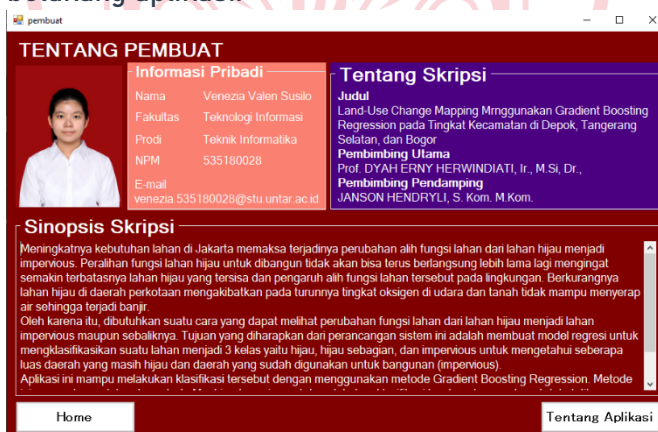 belakang aplikasi.
pembuat
TENTANG PEMBUAT
Informasi Pribadi
Nama Venezia Valen Susilo
Fakultas Teknologi Informasi
Prodi Teknik Informatika
NPM 535180028
E-mail
venezia.535180028@stu.untar.ac.id
Tentang Skripsi
Judul
Land-Use Change Mapping Mrnggunakan Gradient Boosting
Regression pada Tingkat Kecamatan di Depok, Tangerang
Selatan, dan Bogor
Pembimbing Utama
Prof. DYAH ERNY HERWINDIATI, Ir., M.Si, Dr.,
Pembimbing Pendamping
JANSON HENDRYLI, S. Kom. M.Kom.
Sinopsis Skripsi
Meningkatnya kebutuhan lahan di Jakarta memaksa terjadinya perubahan alih fungsi lahan dari lahan hijau menjadi
impervious. Peralihan fungsi lahan hijau untuk dibangun tidak akan bisa terus berlangsung lebih lama lagi mengingat
semakin terbatasnya lahan hijau yang tersisa dan pengaruh alih fungsi lahan tersebut pada lingkungan. Berkurangnya
lahan hijau di daerah perkotaan mengakibatkan pada turunnya tingkat oksigen di udara dan tanah tidak mampu menyerap
air sehingga terjadi banjir.
Oleh karena itu, dibutuhkan suatu cara yang dapat melihat perubahan fungsi lahan dari lahan hijau menjadi lahan
impervious maupun sebaliknya. Tujuan yang diharapkan dari perancangan sistem ini adalah membuat model regresi untuk
mengklasifikasikan suatu lahan menjadi 3 kelas yaitu hijau, hijau sebagian, dan impervious untuk mengetahui seberapa
luas daerah yang masih hijau dan daerah yang sudah digunakan untuk bangunan (impervious).
Aplikasi ini mampu melakukan klasifikasi tersebut dengan menggunakan metode Gradient Boosting Regression. Metode
Home
Tentang Aplikasi